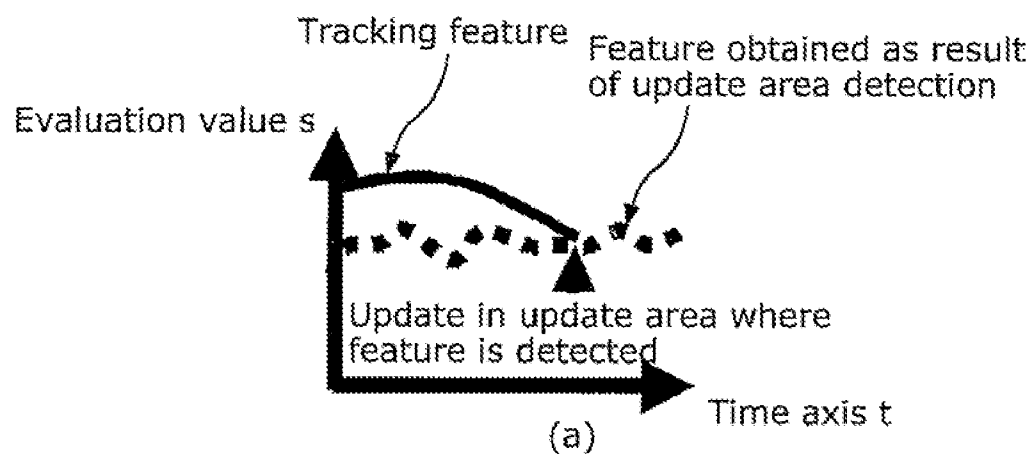 Tracking feature
Feature obtained as result
of update area detection
Evaluation value s
Update in update area where
feature is detected
Time axis t
(a)